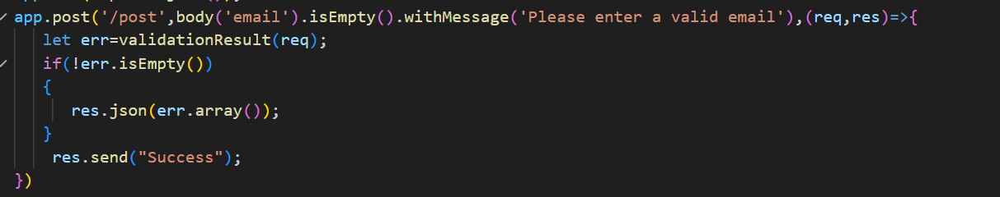 app.post('/post',body('email').isEmpty().withMessage('Please enter a valid email'),(req,res)=>{
let err=validationResult(req);
if(!err.isEmpty())
{
res.json(err.array());
}
res.send("Success");
})